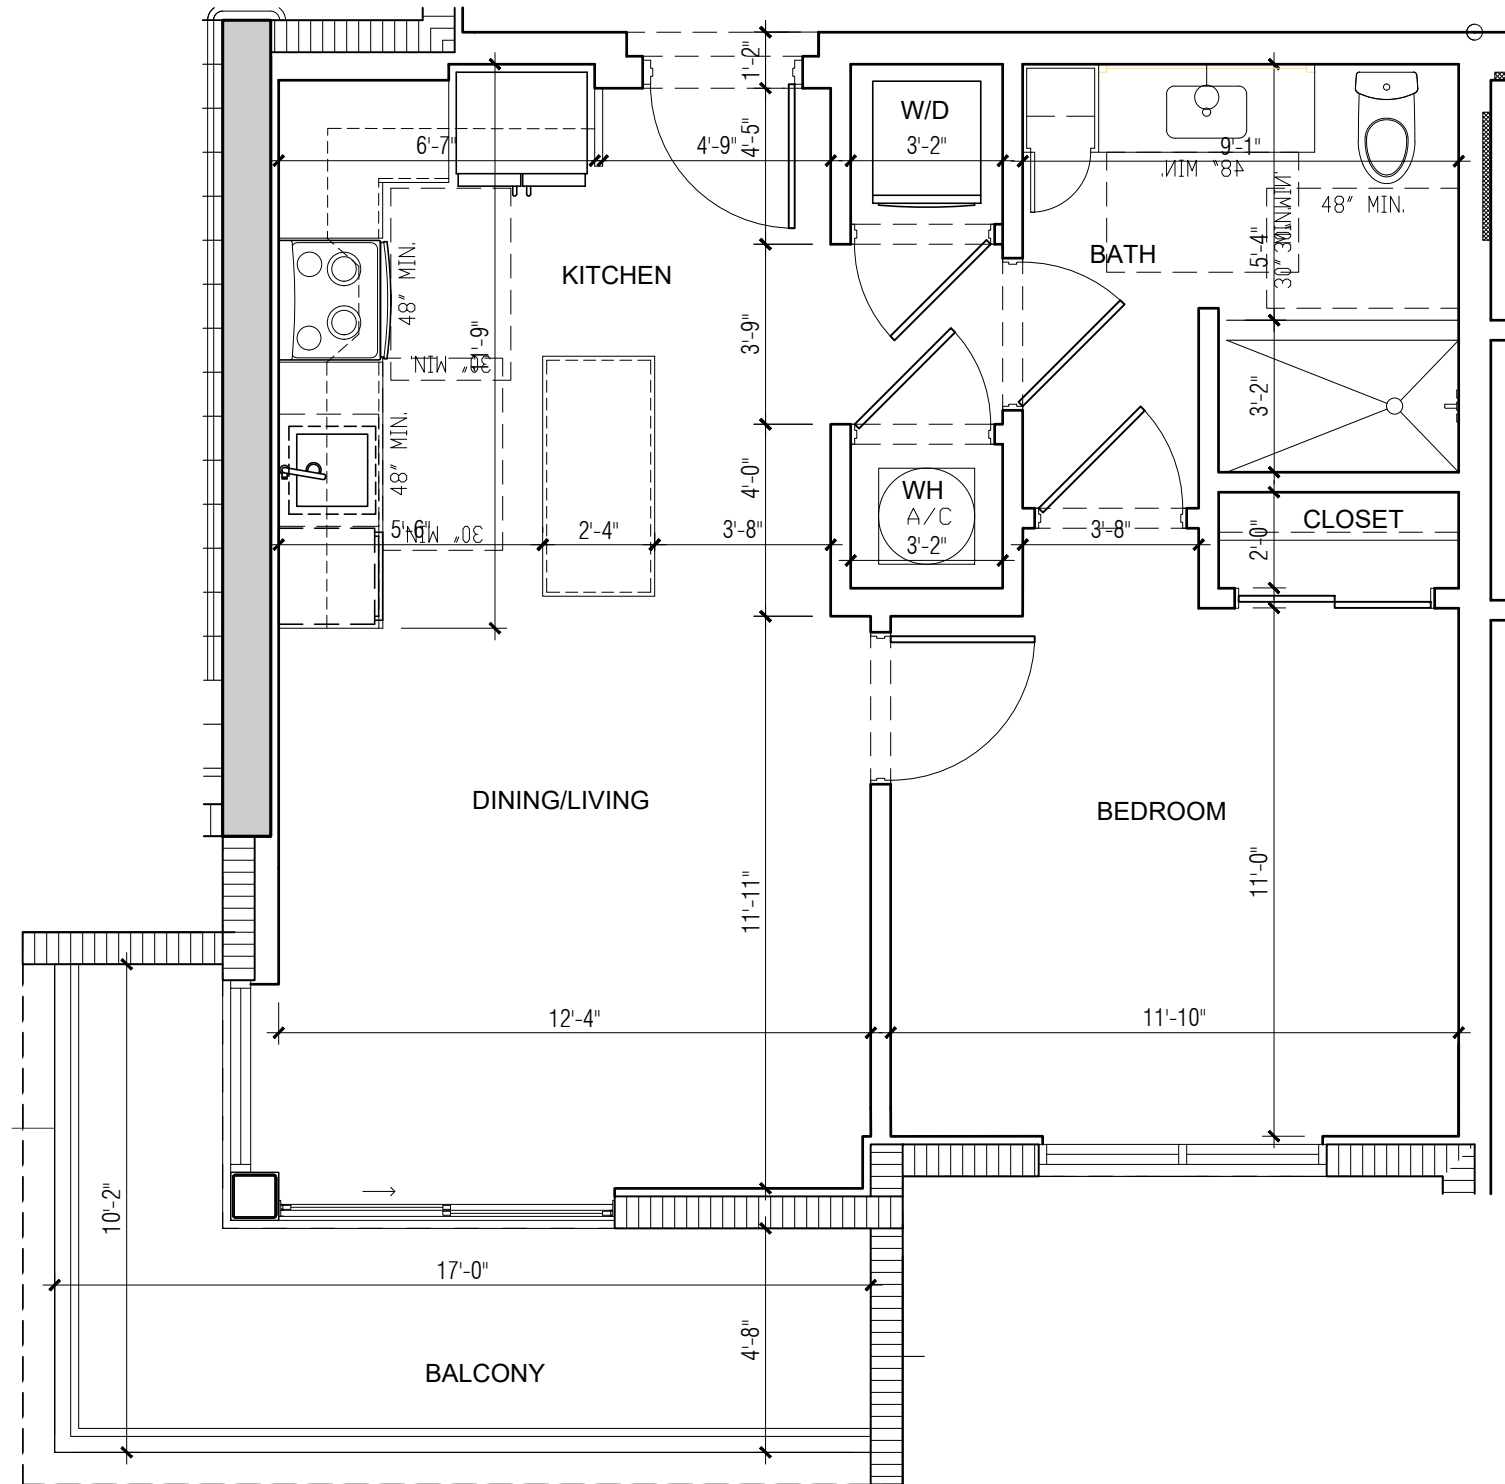 1'-2"
W/D
6'-7"
4'-9"
4'-5"
3'-2"
9'-1"
48" MIN.
48" MIN.
BATH
5'-4"
30" MIN.
KITCHEN
48" MIN.
3'-9"
30" MIN.
3'-2"
48" MIN.
4'-0"
WH
A/C
CLOSET
5'-6"
30" MIN.
2'-4"
3'-8"
3'-2"
3'-8"
2'-0"
DINING/LIVING
BEDROOM
11'-0"
11'-11"
12'-4"
11'-10"
10'-2"
17'-0"
4'-8"
BALCONY